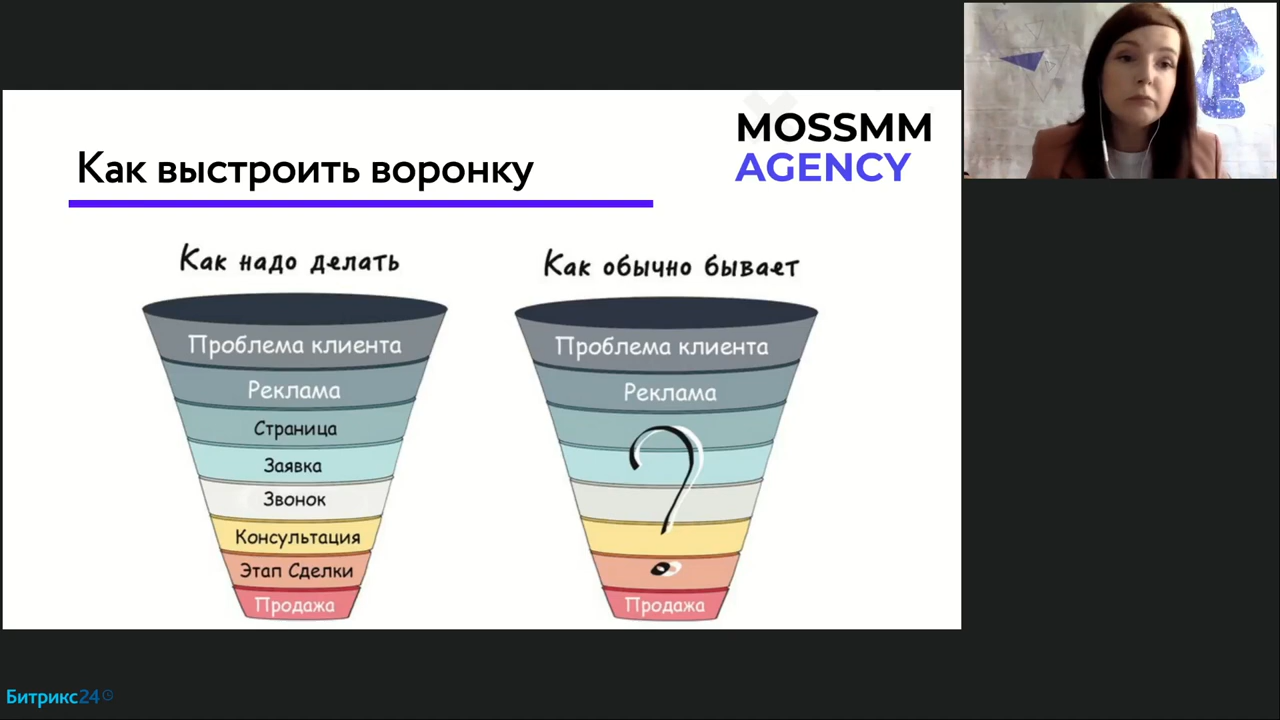 MOSSMM
AGENCY
Как выстроить воронку
Как надо делать
Проблема клиента
Реклама
Страница
Заявка
Звонок
Консультация
Этап Сделки
Продажа
Как обычно бывает
Проблема клиента
Реклама
?
Продажа
Битрикс24